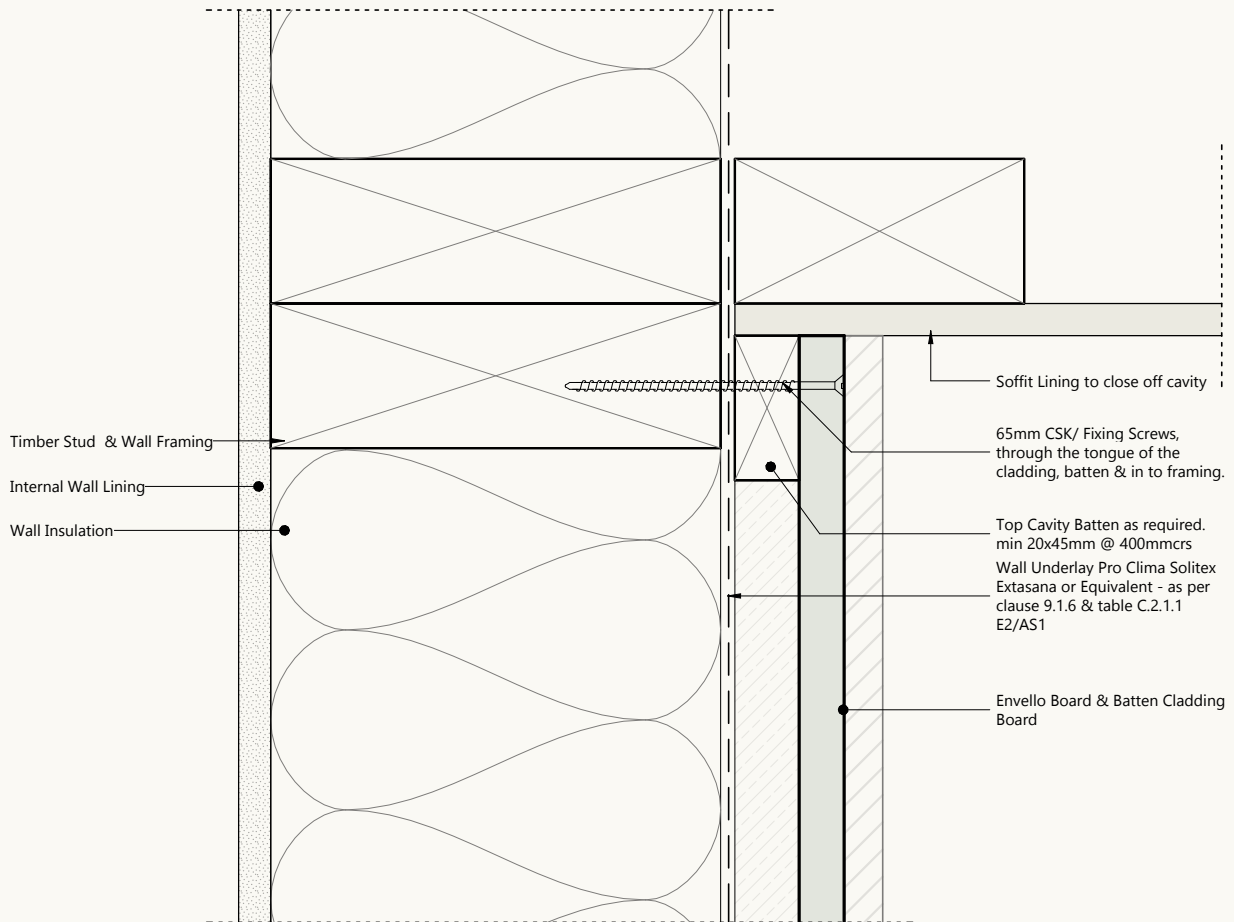 Soffit Lining to close off cavity
65mm CSK/ Fixing Screws,
through the tongue of the
cladding, batten & in to framing.
Timber Stud & Wall Framing
Internal Wall Lining
Wall Insulation
Top Cavity Batten as required.
min 20x45mm @ 400mmcrs
Wall Underlay Pro Clima Solitex
Extasana or Equivalent - as per
clause 9.1.6 & table C.2.1.1
E2/AS1
Envello Board & Batten Cladding
Board